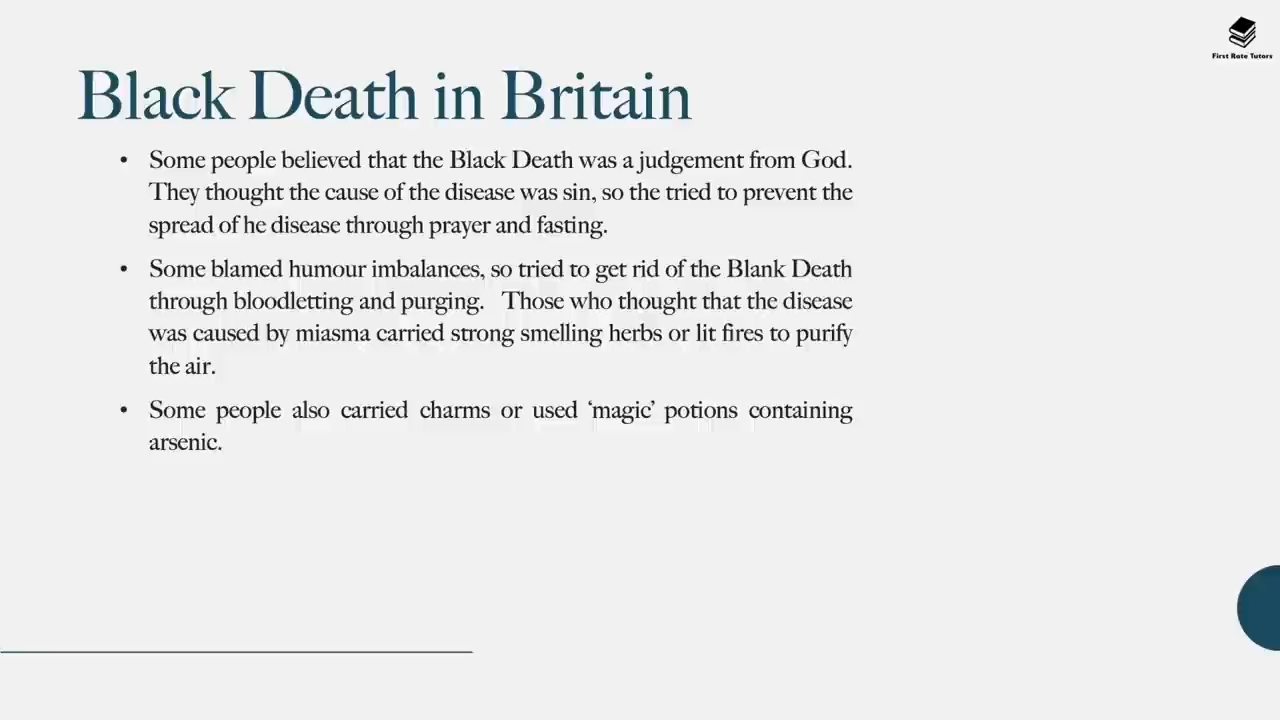 First Rate Tutors
Black Death in Britain
• Some people believed that the Black Death was a judgement from God.
They thought the cause of the disease was sin, so the tried to prevent the
spread of he disease through prayer and fasting.
• Some blamed humour imbalances, so tried to get rid of the Blank Death
through bloodletting and purging.   Those who thought that the disease
was caused by miasma carried strong smelling herbs or lit fires to purify
the air.
• Some people also carried charms or used ‘magic’ potions containing
arsenic.